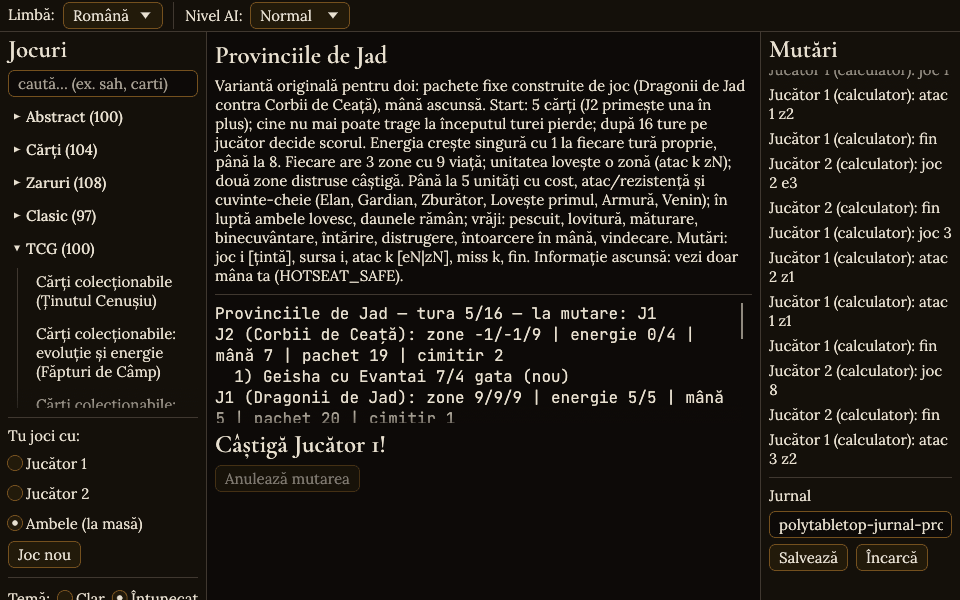 Limbă: Română ▼ Nivel AI: Normal ▼
Jocuri
caută... (ex. sah, carti)
▸ Abstract (100)
▸ Cărți (104)
▸ Zaruri (108)
▸ Clasic (97)
▾ TCG (100)
Cărți colecționabile
(Ținutul Cenușiu)
Cărți colecționabile:
evoluție și energie
(Făpturi de Câmp)
Cărți colecționabile:
Tu joci cu:
Jucător 1
Jucător 2
Ambele (la masă)
Joc nou
Temă: Clar Întunecat
Provinciile de Jad
Variantă originală pentru doi: pachete fixe construite de joc (Dragonii de Jad
contra Corbii de Ceață), mână ascunsă. Start: 5 cărți (J2 primește una în
plus); cine nu mai poate trage la începutul turei pierde; după 16 ture pe
jucător decide scorul. Energia crește singură cu 1 la fiecare tură proprie,
până la 8. Fiecare are 3 zone cu 9 viață; unitatea lovește o zonă (atac k zN);
două zone distruse câștigă. Până la 5 unități cu cost, atac/rezistență și
cuvinte-cheie (Elan, Gardian, Zburător, Lovește primul, Armură, Venin); în
luptă ambele lovesc, daunele rămân; vrăji: pescuit, lovitură, măturare,
binecuvântare, întărire, distrugere, întoarcere în mână, vindecare. Mutări:
joc i [țintă], sursa i, atac k [eN|zN], miss k, fin. Informație ascunsă: vezi doar
mâna ta (HOTSEAT_SAFE).
Provinciile de Jad — tura 5/16 — la mutare: J1
J2 (Corbii de Ceață): zone -1/-1/9 | energie 0/4 |
mână 7 | pachet 19 | cimitir 2
1) Geisha cu Evantai 7/4 gata (nou)
J1 (Dragonii de Jad): zone 9/9/9 | energie 5/5 | mână
5 | pachet 20 | cimitir 1
Câștigă Jucător 1!
Anulează mutarea
Mutări
Jucător 1 (calculator): joc 1
Jucător 1 (calculator): atac
1 z2
Jucător 1 (calculator): fin
Jucător 2 (calculator): joc
2 e3
Jucător 2 (calculator): fin
Jucător 1 (calculator): joc 3
Jucător 1 (calculator): atac
2 z1
Jucător 1 (calculator): atac
1 z1
Jucător 1 (calculator): fin
Jucător 2 (calculator): joc
8
Jucător 2 (calculator): fin
Jucător 1 (calculator): atac
3 z2
Jurnal
polytabletop-jurnal-prc
Salvează Încarcă